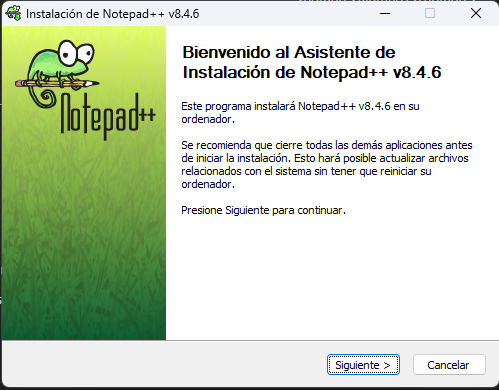 Instalación de Notepad++ v8.4.6
Notepad++
Bienvenido al Asistente de
Instalación de Notepad++ v8.4.6
Este programa instalará Notepad++ v8.4.6 en su
ordenador.
Se recomienda que cierre todas las demás aplicaciones antes
de iniciar la instalación. Esto hará posible actualizar archivos
relacionados con el sistema sin tener que reiniciar su
ordenador.
Presione Siguiente para continuar.
Siguiente >
Cancelar